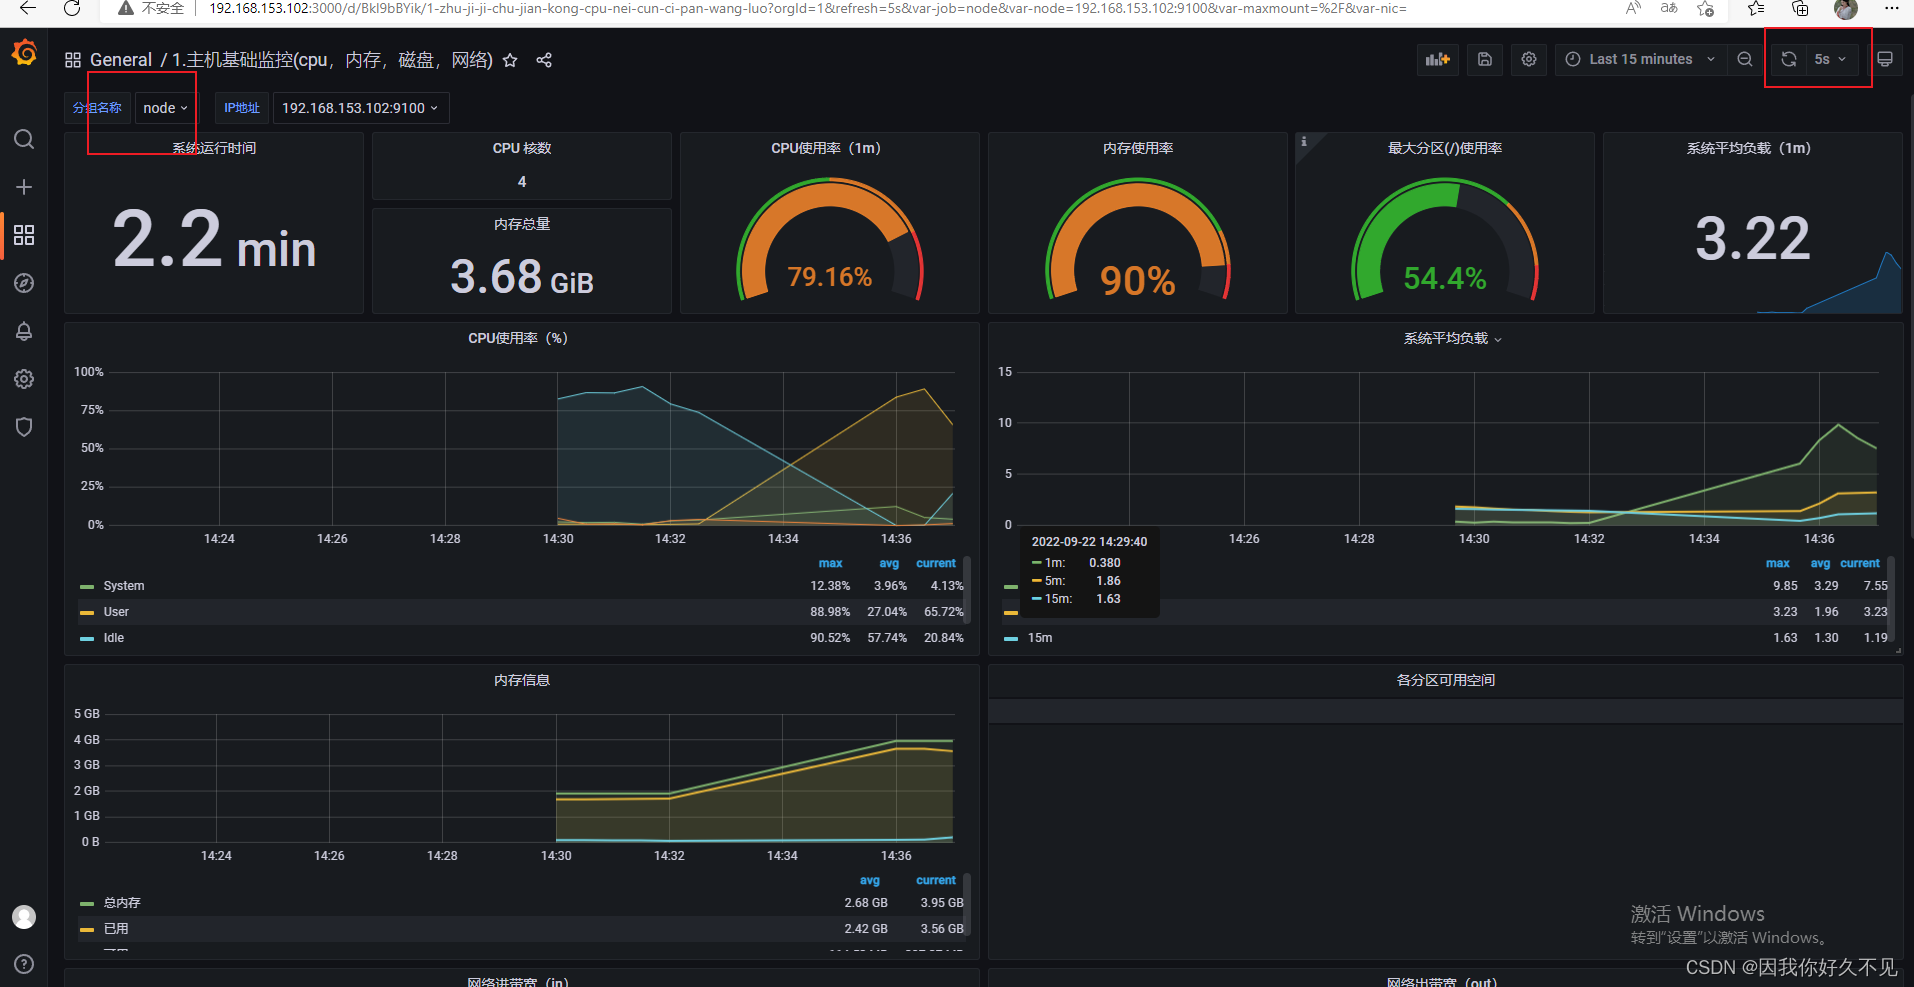 不安全 192.168.153.102:3000/d/BkI9bBYik/1-zhu-ji-ji-chu-jian-kong-cpu-nei-cun-ci-pan-wang-luo?orgId=1&refresh=5s&var-job=node&var-node=192.168.153.102:9100&var-maxmount=%2F&var-nic=
General / 1.主机基础监控(cpu，内存，磁盘，网络)
Last 15 minutes
5s
分组名称 node IP地址 192.168.153.102:9100
系统运行时间
2.2 min
CPU 核数
4
内存总量
3.68 GiB
CPU使用率（1m）
79.16%
内存使用率
90%
最大分区(/)使用率
54.4%
系统平均负载（1m）
3.22
CPU使用率（%）
100%
75%
50%
25%
0%
14:24 14:26 14:28 14:30 14:32 14:34 14:36
max avg current
System 12.38% 3.96% 4.13%
User 88.98% 27.04% 65.72%
Idle 90.52% 57.74% 20.84%
系统平均负载
15
10
5
0
14:26 14:28 14:30 14:32 14:34 14:36
2022-09-22 14:29:40
1m: 0.380
5m: 1.86
15m: 1.63
max avg current
9.85 3.29 7.55
3.23 1.96 3.23
15m 1.63 1.30 1.19
内存信息
5 GB
4 GB
3 GB
2 GB
1 GB
0 B
14:24 14:26 14:28 14:30 14:32 14:34 14:36
avg current
总内存 2.68 GB 3.95 GB
已用 2.42 GB 3.56 GB
各分区可用空间
网络进带宽（in）
网络出带宽（out）
激活 Windows
转到“设置”以激活 Windows。
CSDN @因我你好久不见